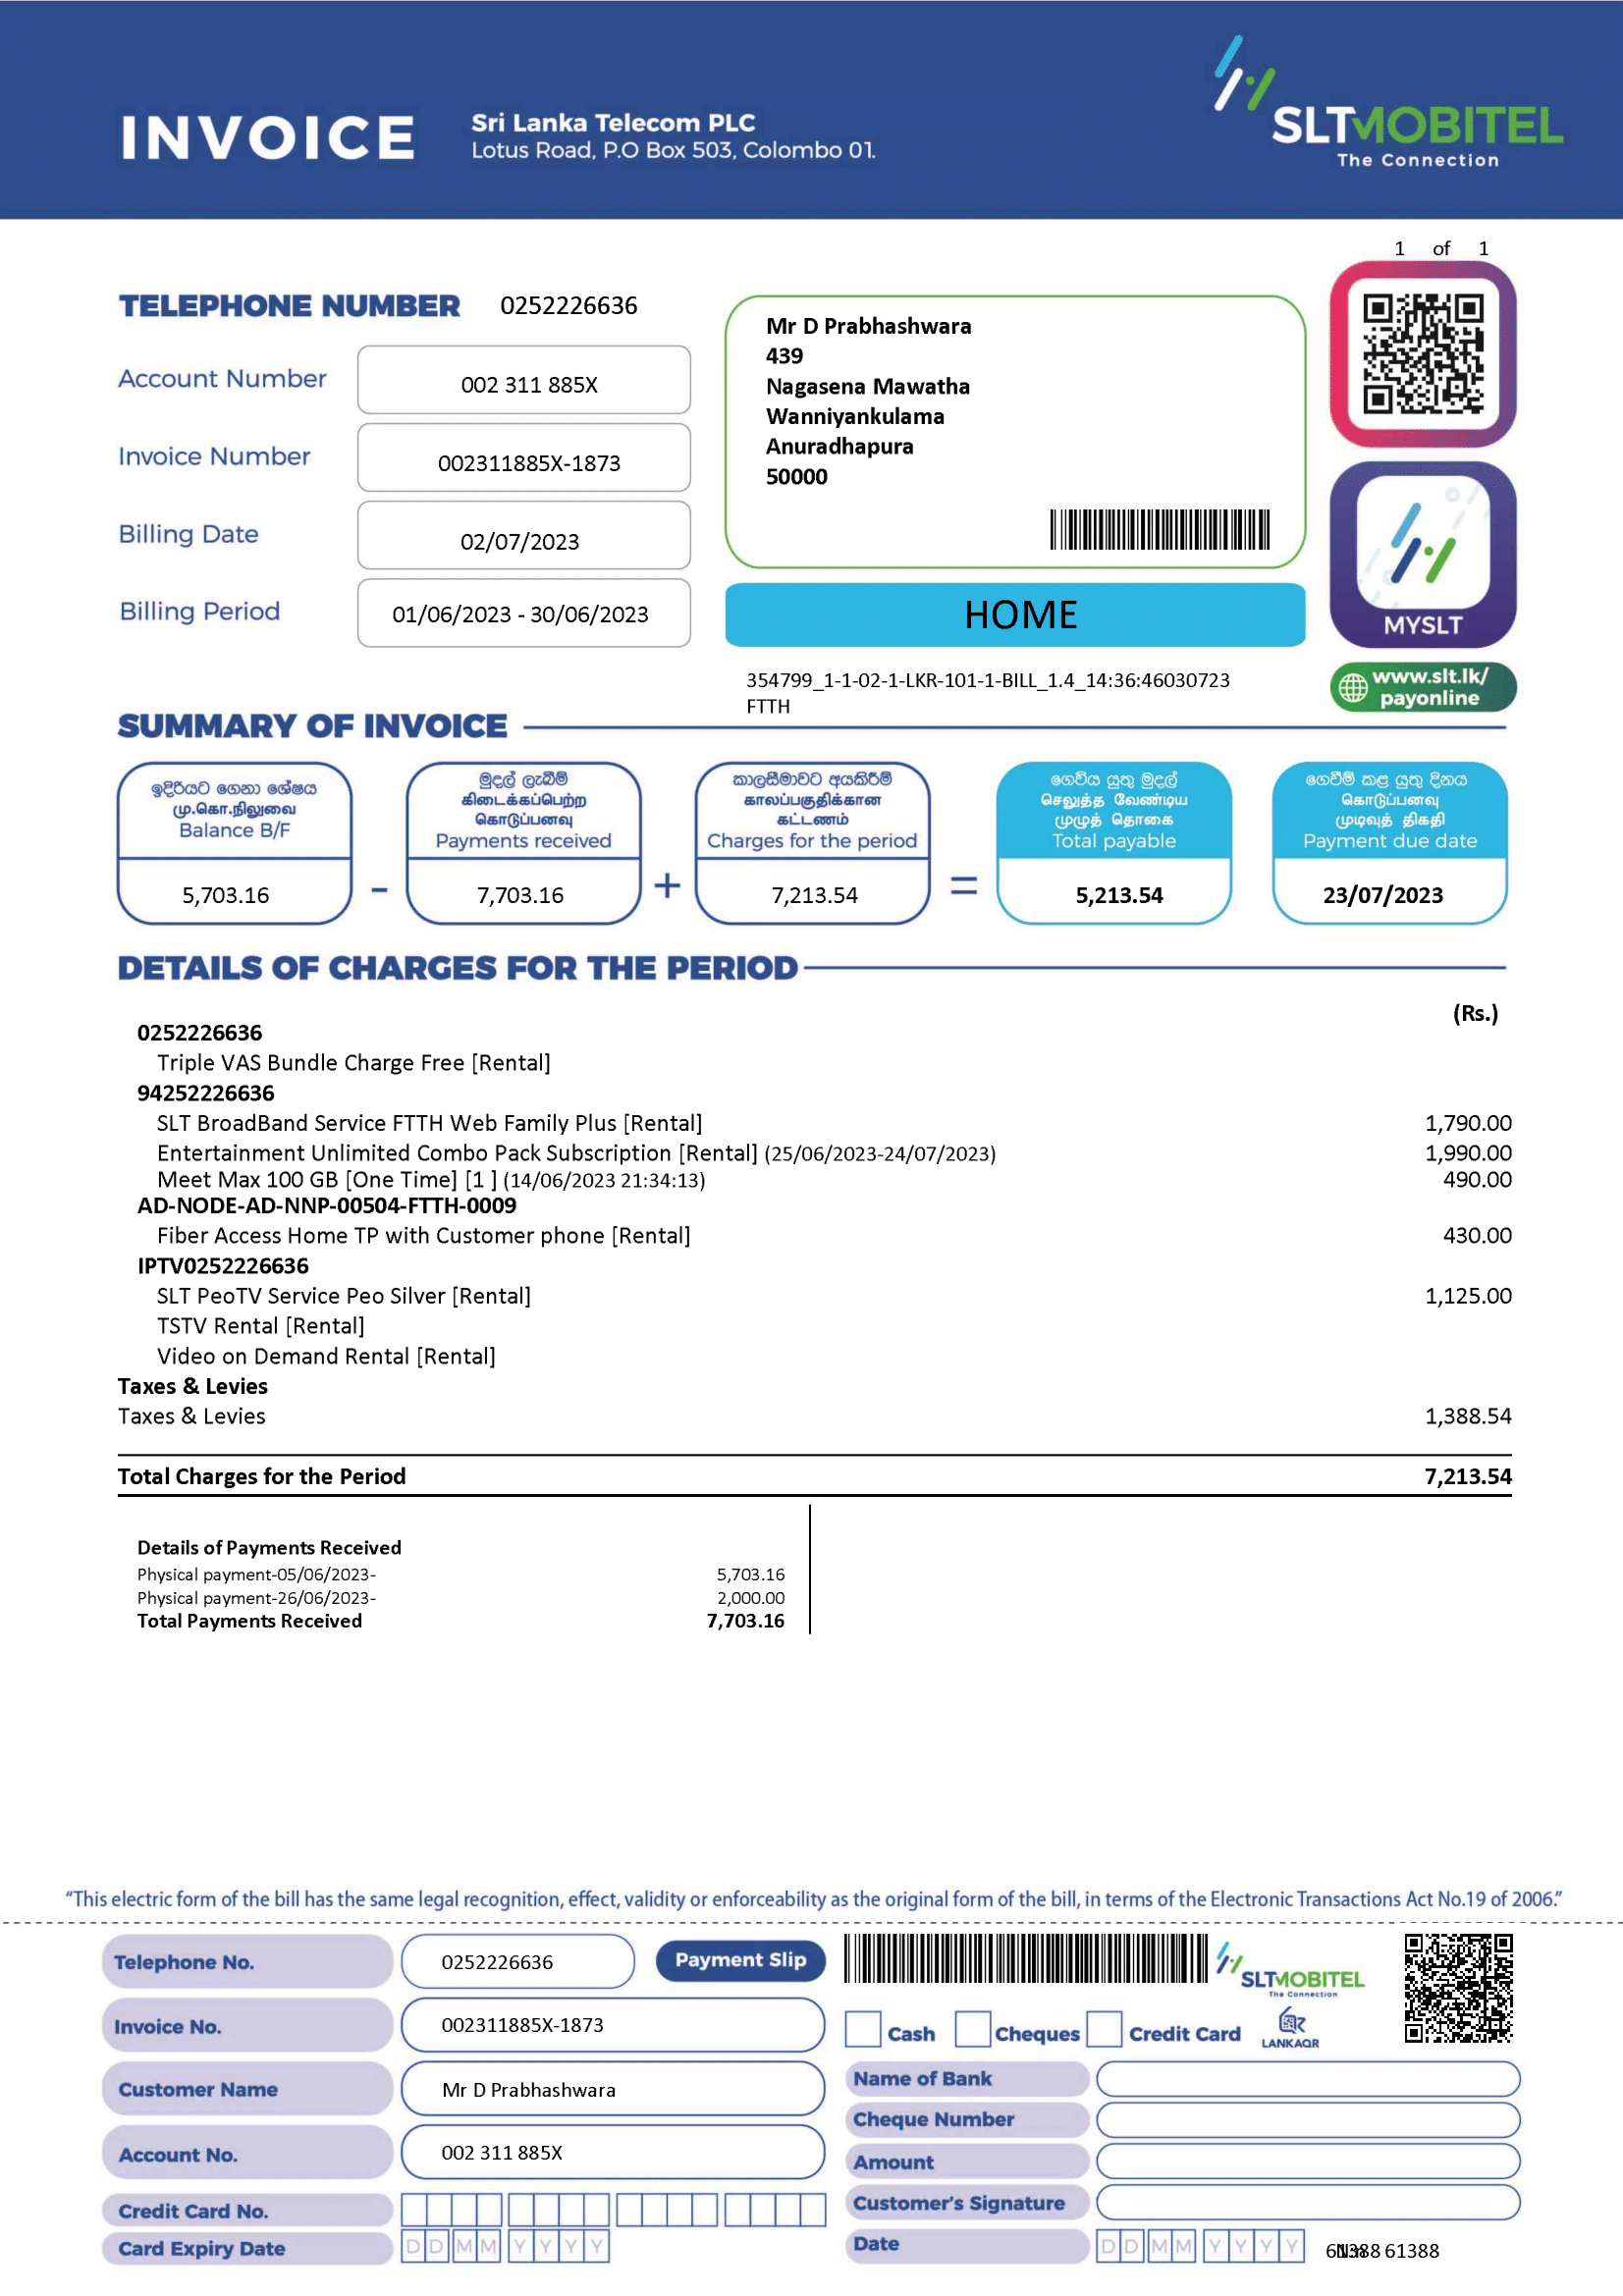 INVOICE
Sri Lanka Telecom PLC
Lotus Road, P.O Box 503, Colombo 01.
SLTMOBITEL
The Connection
1 of 1
TELEPHONE NUMBER 0252226636
Account Number 002 311 885X
Invoice Number 002311885X-1873
Billing Date 02/07/2023
Billing Period 01/06/2023 - 30/06/2023
Mr D Prabhashwara
439
Nagasena Mawatha
Wanniyankulama
Anuradhapura
50000
HOME
MYSLT
www.slt.lk/
payonline
354799_1-1-02-1-LKR-101-1-BILL_1.4_14:36:46030723
FTTH
SUMMARY OF INVOICE
ඉදිරියට ගෙනා ශේෂය
மு.கொ.நிலுவை
Balance B/F
5,703.16
-
මුදල් ලැබීම්
கிடைக்கப்பெற்ற
கொடுப்பனவு
Payments received
7,703.16
+
කාලසීමාවට අයකිරීම්
காலப்பகுதிக்கான
கட்டணம்
Charges for the period
7,213.54
=
ගෙවිය යුතු මුදල්
செலுத்த வேண்டிய
முழுத் தொகை
Total payable
5,213.54
ගෙවීම් කළ යුතු දිනය
கொடுப்பனவு
முடிவுத் திகதி
Payment due date
23/07/2023
DETAILS OF CHARGES FOR THE PERIOD
(Rs.)
0252226636
Triple VAS Bundle Charge Free [Rental]
94252226636
SLT BroadBand Service FTTH Web Family Plus [Rental] 1,790.00
Entertainment Unlimited Combo Pack Subscription [Rental] (25/06/2023-24/07/2023) 1,990.00
Meet Max 100 GB [One Time] [1 ] (14/06/2023 21:34:13) 490.00
AD-NODE-AD-NNP-00504-FTTH-0009
Fiber Access Home TP with Customer phone [Rental] 430.00
IPTV0252226636
SLT PeoTV Service Peo Silver [Rental] 1,125.00
TSTV Rental [Rental]
Video on Demand Rental [Rental]
Taxes & Levies
Taxes & Levies 1,388.54
Total Charges for the Period 7,213.54
Details of Payments Received
Physical payment-05/06/2023- 5,703.16
Physical payment-26/06/2023- 2,000.00
Total Payments Received 7,703.16
“This electric form of the bill has the same legal recognition, effect, validity or enforceability as the original form of the bill, in terms of the Electronic Transactions Act No.19 of 2006.”
Telephone No. 0252226636 Payment Slip
SLTMOBITEL
The Connection
Invoice No. 002311885X-1873
Cash Cheques Credit Card
LANKAQR
Customer Name Mr D Prabhashwara
Account No. 002 311 885X
Credit Card No.
Card Expiry Date D D M M Y Y Y Y
Name of Bank
Cheque Number
Amount
Customer's Signature
Date D D M M Y Y Y Y
61388